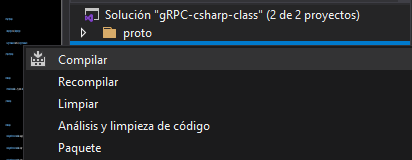 Solución "gRPC-csharp-class" (2 de 2 proyectos)
proto
Compilar
Recompilar
Limpiar
Análisis y limpieza de código
Paquete